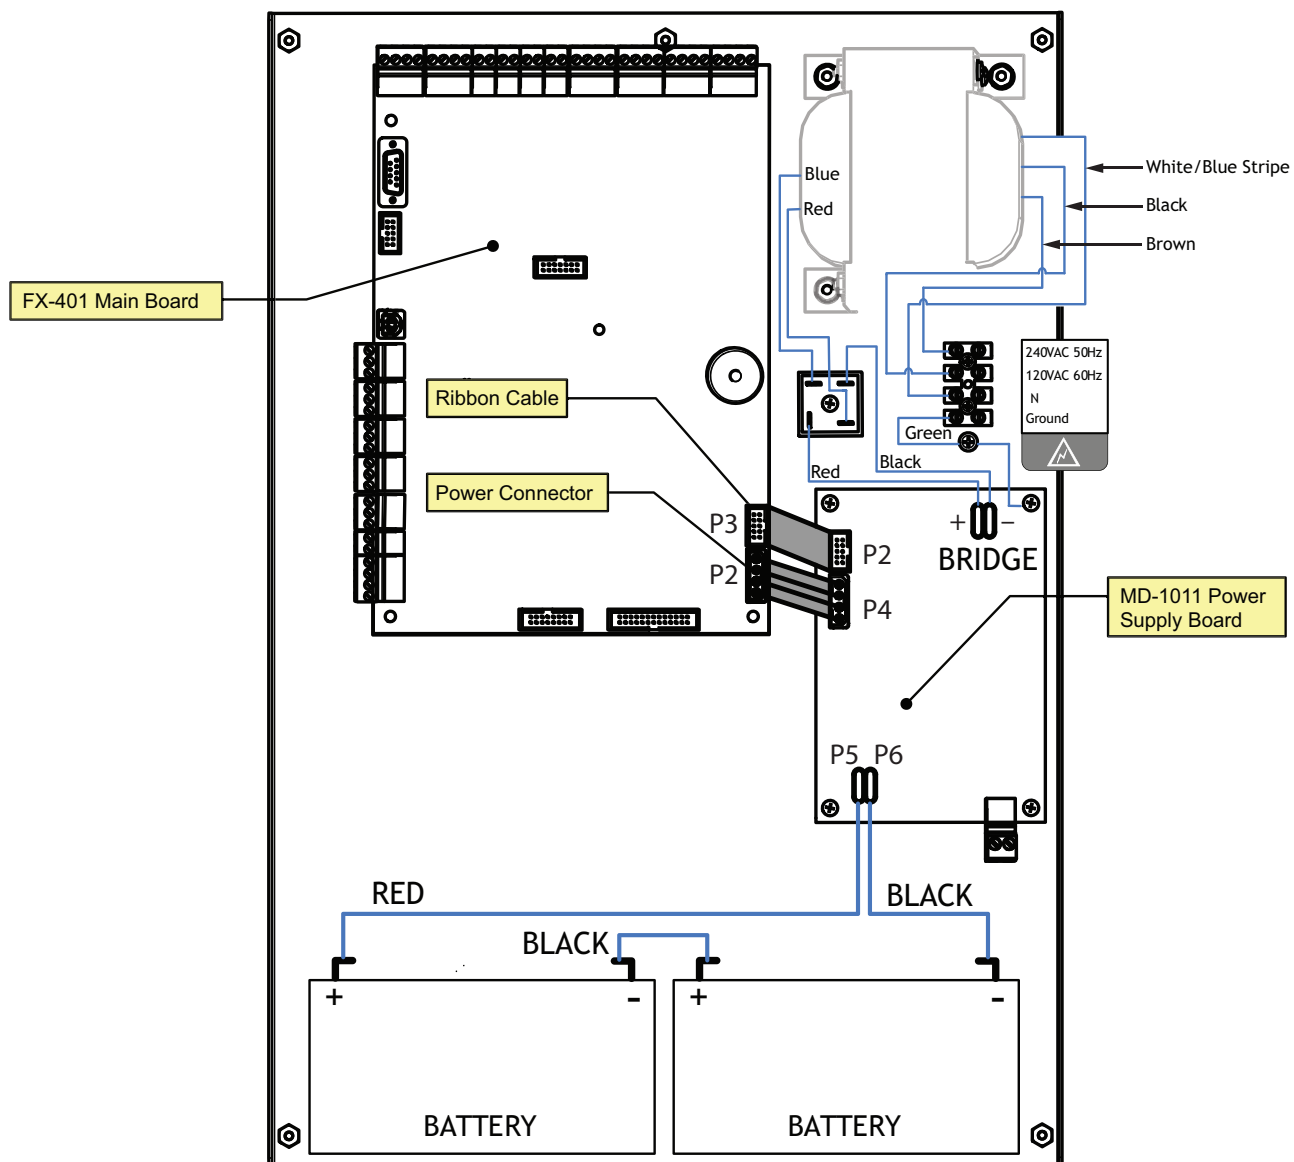 White/Blue Stripe
Blue
Black
Red
Brown
FX-401 Main Board
240VAC 50Hz
120VAC 60Hz
N
Ground
Ribbon Cable
Green
Black
Red
Power Connector
P3
+ -
P2
BRIDGE
P2
P4
MD-1011 Power
Supply Board
P5 P6
RED
BLACK
BLACK
+ -
+ -
BATTERY
BATTERY